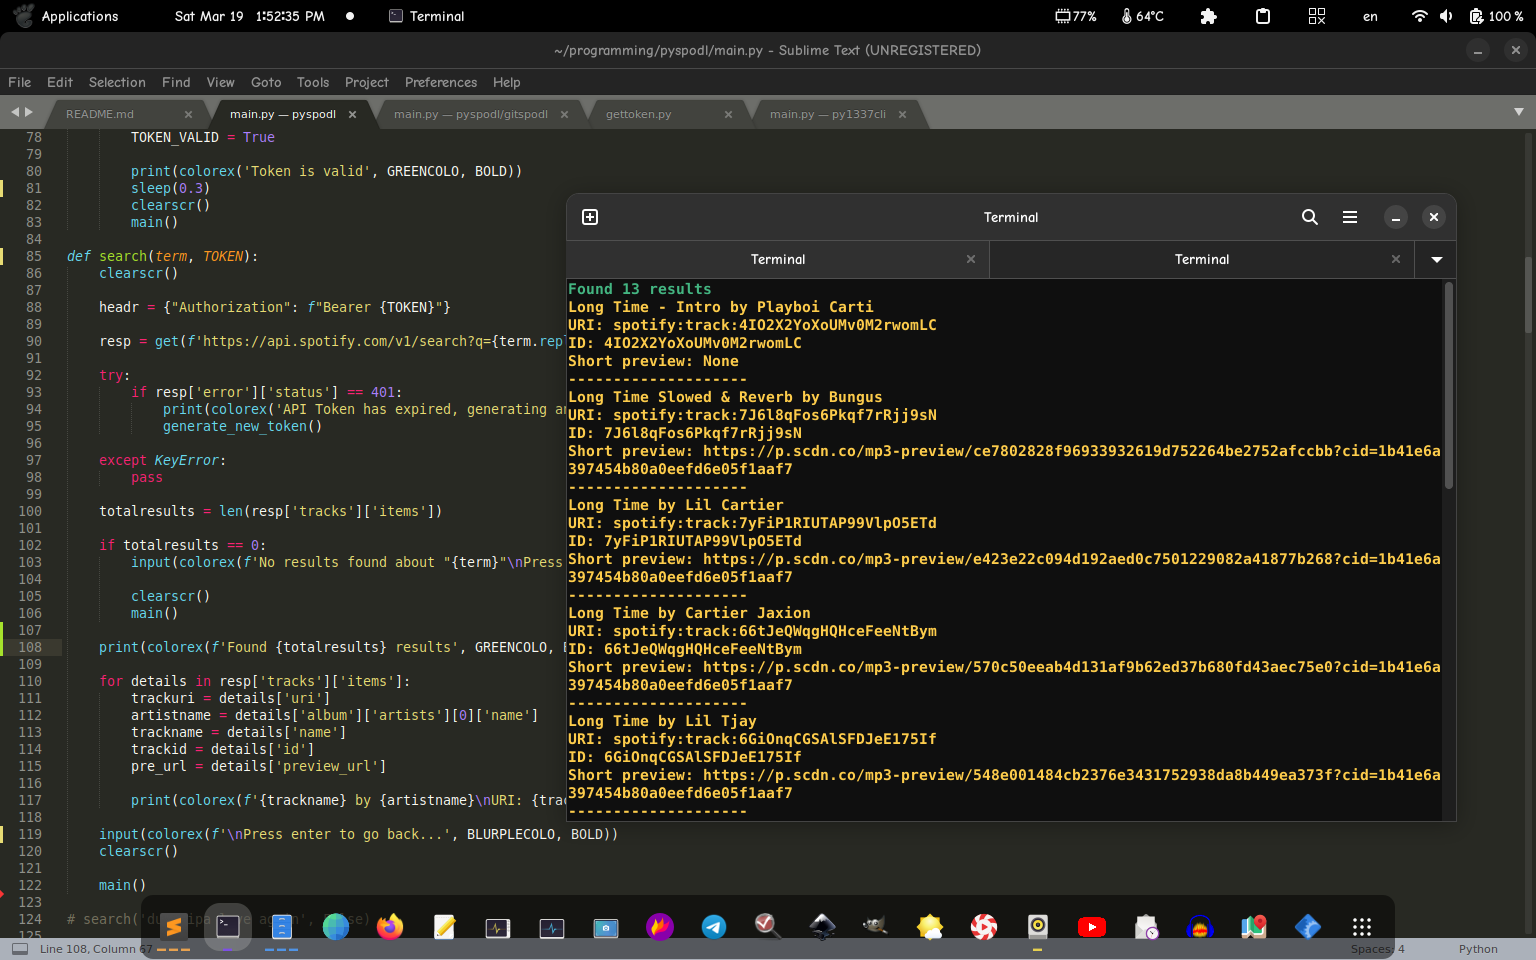 Applications Sat Mar 19 1:52:35 PM Terminal 77% 64°C en 100 %
~/programming/pyspodl/main.py - Sublime Text (UNREGISTERED)
File Edit Selection Find View Goto Tools Project Preferences Help
README.md main.py — pyspodl main.py — pyspodl/gitspodl gettoken.py main.py — py1337cli
78 TOKEN_VALID = True
79
80 print(colorex('Token is valid', GREENCOLO, BOLD))
81 sleep(0.3)
82 clearscr()
83 main()
84
85 def search(term, TOKEN):
86 clearscr()
87
88 headr = {"Authorization": f"Bearer {TOKEN}"}
89
90 resp = get(f'https://api.spotify.com/v1/search?q={term.repl
91
92 try:
93 if resp['error']['status'] == 401:
94 print(colorex('API Token has expired, generating an
95 generate_new_token()
96
97 except KeyError:
98 pass
99
100 totalresults = len(resp['tracks']['items'])
101
102 if totalresults == 0:
103 input(colorex(f'No results found about "{term}"\nPress
104
105 clearscr()
106 main()
107
108 print(colorex(f'Found {totalresults} results', GREENCOLO,
109
110 for details in resp['tracks']['items']:
111 trackuri = details['uri']
112 artistname = details['album']['artists'][0]['name']
113 trackname = details['name']
114 trackid = details['id']
115 pre_url = details['preview_url']
116
117 print(colorex(f'{trackname} by {artistname}\nURI: {trac
118
119 input(colorex(f'\nPress enter to go back...', BLURPLECOLO, BOLD))
120 clearscr()
121
122 main()
123
124 # search('
125
Line 108, Column 67 Spaces: 4 Python
Terminal
Terminal Terminal
Found 13 results
Long Time - Intro by Playboi Carti
URI: spotify:track:4IO2X2YoXoUMv0M2rwomLC
ID: 4IO2X2YoXoUMv0M2rwomLC
Short preview: None
--------------------
Long Time Slowed & Reverb by Bungus
URI: spotify:track:7J6l8qFos6Pkqf7rRjj9sN
ID: 7J6l8qFos6Pkqf7rRjj9sN
Short preview: https://p.scdn.co/mp3-preview/ce7802828f96933932619d752264be2752afccbb?cid=1b41e6a
397454b80a0eefd6e05f1aaf7
--------------------
Long Time by Lil Cartier
URI: spotify:track:7yFiP1RIUTAP99VlpO5ETd
ID: 7yFiP1RIUTAP99VlpO5ETd
Short preview: https://p.scdn.co/mp3-preview/e423e22c094d192aed0c7501229082a41877b268?cid=1b41e6a
397454b80a0eefd6e05f1aaf7
--------------------
Long Time by Cartier Jaxion
URI: spotify:track:66tJeQWqgHQHceFeeNtBym
ID: 66tJeQWqgHQHceFeeNtBym
Short preview: https://p.scdn.co/mp3-preview/570c50eeab4d131af9b62ed37b680fd43aec75e0?cid=1b41e6a
397454b80a0eefd6e05f1aaf7
--------------------
Long Time by Lil Tjay
URI: spotify:track:6GiOnqCGSAlSFDJeE175If
ID: 6GiOnqCGSAlSFDJeE175If
Short preview: https://p.scdn.co/mp3-preview/548e001484cb2376e3431752938da8b449ea373f?cid=1b41e6a
397454b80a0eefd6e05f1aaf7
--------------------